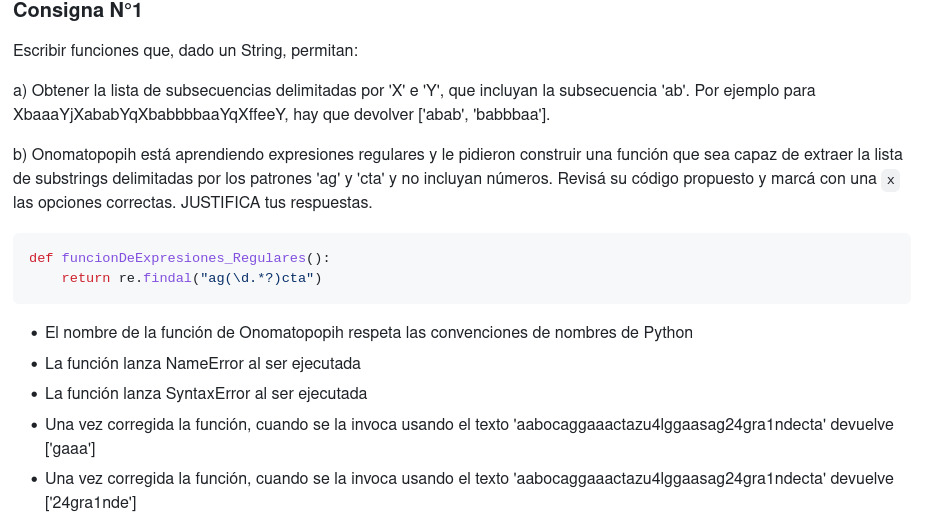 Consigna N°1
Escribir funciones que, dado un String, permitan:
a) Obtener la lista de subsecuencias delimitadas por 'X' e 'Y', que incluyan la subsecuencia 'ab'. Por ejemplo para
XbaaaYjXababYqXbabbbbaaYqXffeeY, hay que devolver ['abab', 'babbbaa'].
b) Onomatopopih está aprendiendo expresiones regulares y le pidieron construir una función que sea capaz de extraer la lista
de substrings delimitadas por los patrones 'ag' y 'cta' y no incluyan números. Revisá su código propuesto y marcá con una x
las opciones correctas. JUSTIFICA tus respuestas.
def funcionDeExpresiones_Regulares():
    return re.findal("ag(\d.*?)cta")
• El nombre de la función de Onomatopopih respeta las convenciones de nombres de Python
• La función lanza NameError al ser ejecutada
• La función lanza SyntaxError al ser ejecutada
• Una vez corregida la función, cuando se la invoca usando el texto 'aabocaggaaactazu4lggaasag24gra1ndecta' devuelve
['gaaa']
• Una vez corregida la función, cuando se la invoca usando el texto 'aabocaggaaactazu4lggaasag24gra1ndecta' devuelve
['24gra1nde']